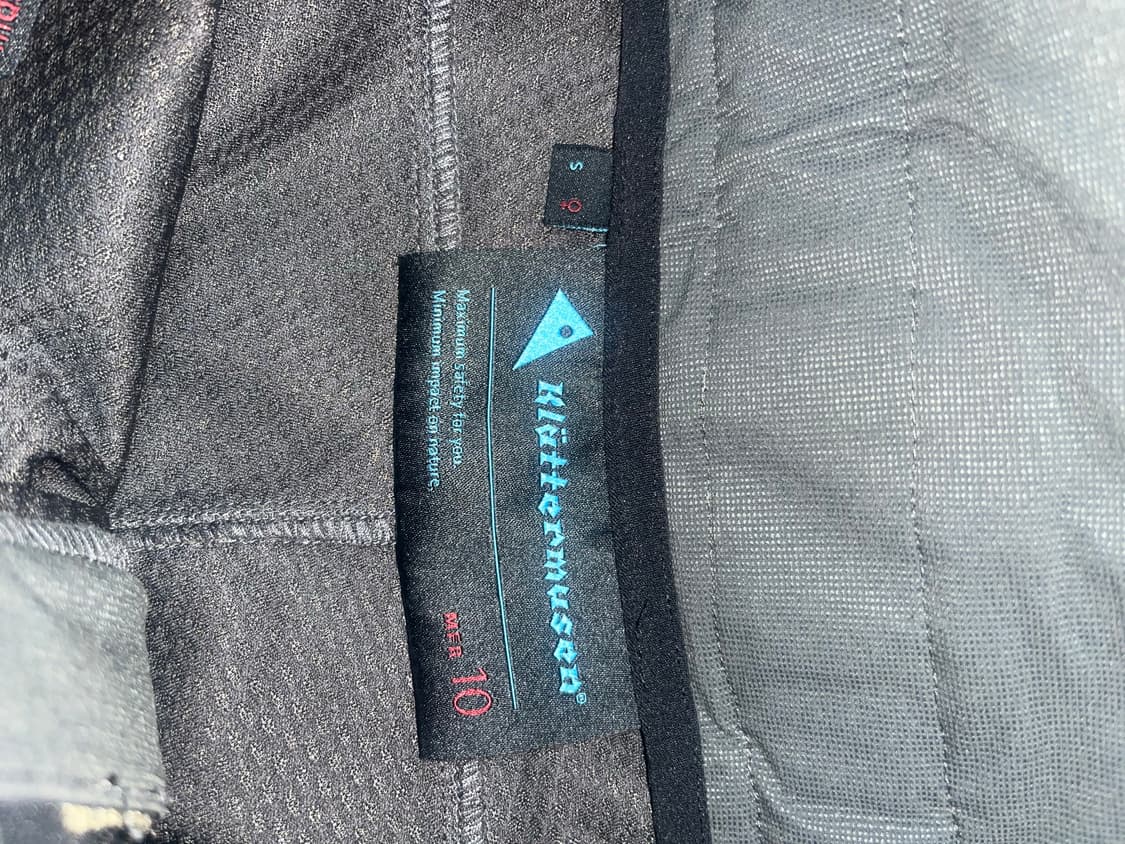 S ♀
Klättermusen®
Maximum safety for you.
Minimum impact on nature.
MER 10